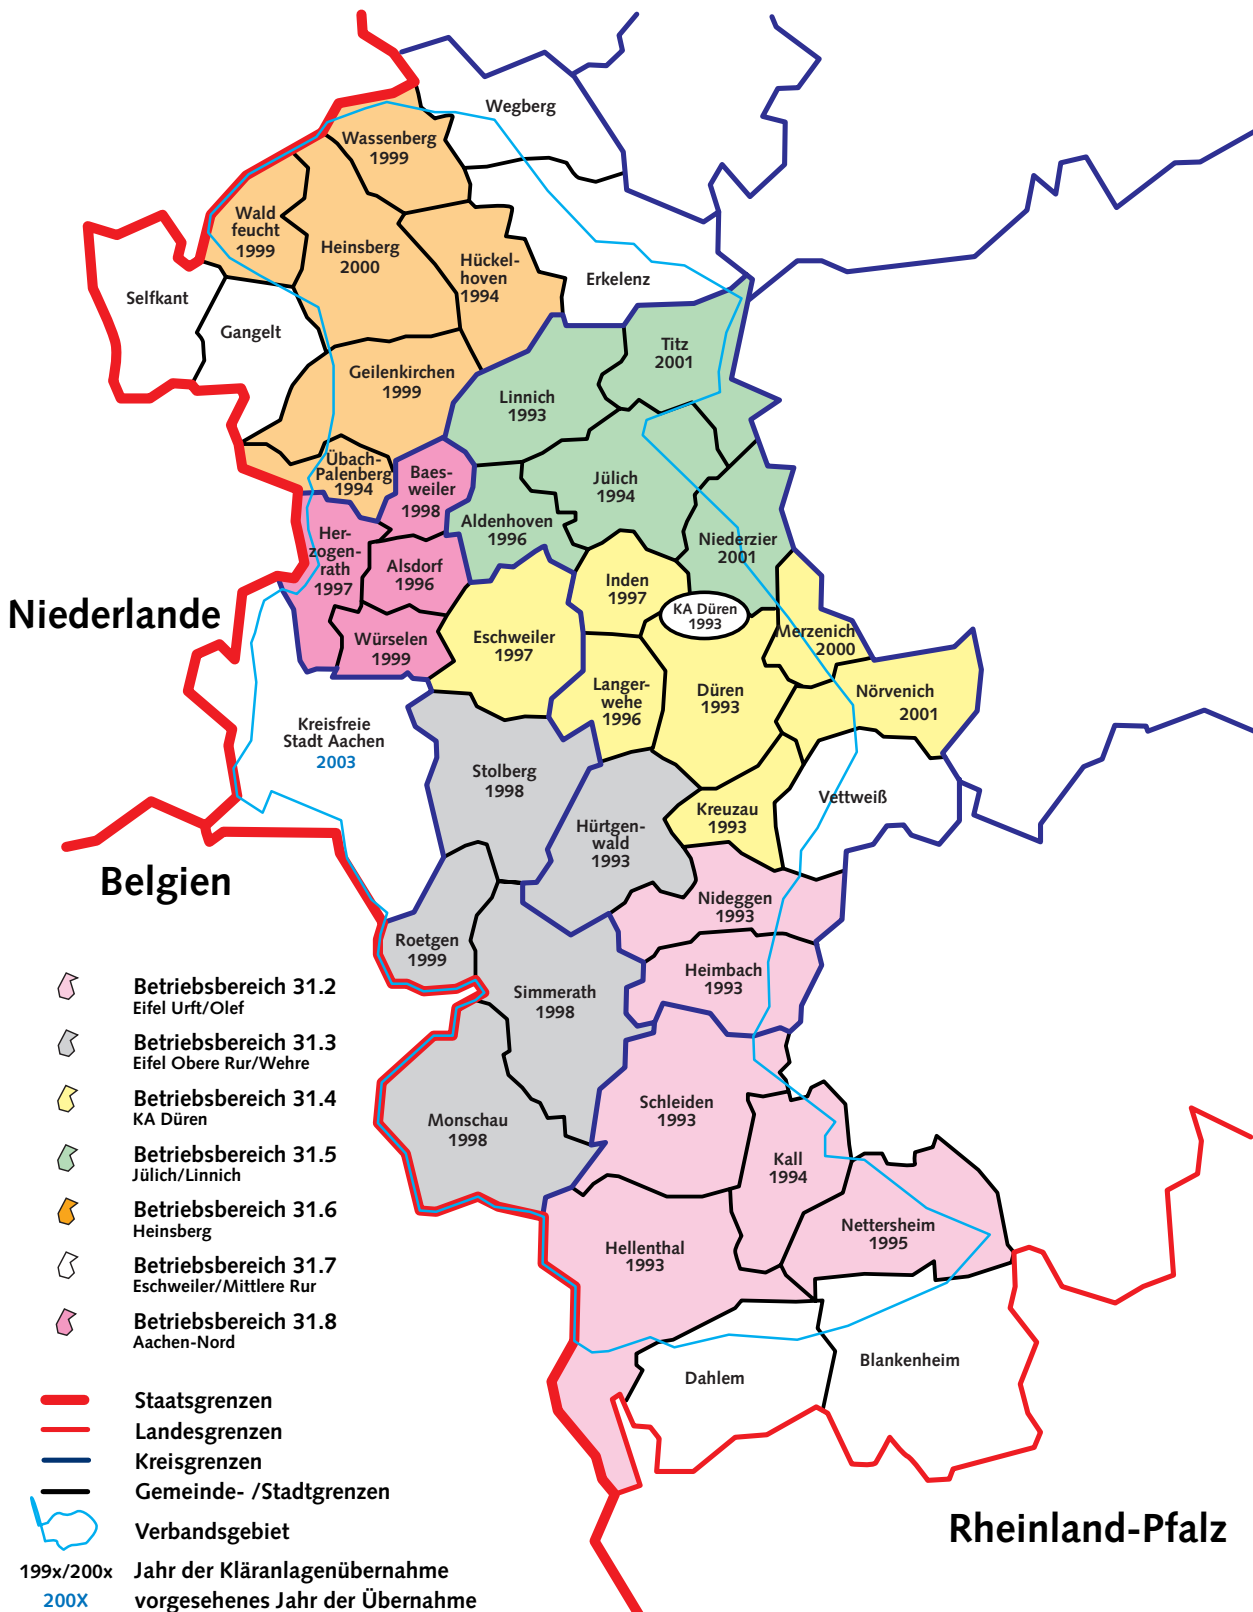 Wegberg
Wassenberg
1999
Wald
feucht
1999
Heinsberg
2000
Hückel-
hoven
1994
Erkelenz
Selfkant
Gangelt
Titz
2001
Geilenkirchen
1999
Linnich
1993
Übach-
Palenberg
1994
Baes-
weiler
1998
Jülich
1994
Aldenhoven
1996
Niederzier
2001
Her-
zogen-
rath
1997
Alsdorf
1996
Inden
1997
KA Düren
1993
Niederlande
Würselen
1999
Eschweiler
1997
Merzenich
2000
Langer-
wehe
1996
Düren
1993
Nörvenich
2001
Kreisfreie
Stadt Aachen
2003
Stolberg
1998
Vettweiß
Kreuzau
1993
Hürtgen-
wald
1993
Belgien
Nideggen
1993
Roetgen
1999
Heimbach
1993
Simmerath
1998
Schleiden
1993
Monschau
1998
Kall
1994
Nettersheim
1995
Hellenthal
1993
Dahlem
Blankenheim
Betriebsbereich 31.2
Eifel Urft/Olef
Betriebsbereich 31.3
Eifel Obere Rur/Wehre
Betriebsbereich 31.4
KA Düren
Betriebsbereich 31.5
Jülich/Linnich
Betriebsbereich 31.6
Heinsberg
Betriebsbereich 31.7
Eschweiler/Mittlere Rur
Betriebsbereich 31.8
Aachen-Nord
Staatsgrenzen
Landesgrenzen
Kreisgrenzen
Gemeinde- /Stadtgrenzen
Verbandsgebiet
199x/200x Jahr der Kläranlagenübernahme
200X vorgesehenes Jahr der Übernahme
Rheinland-Pfalz